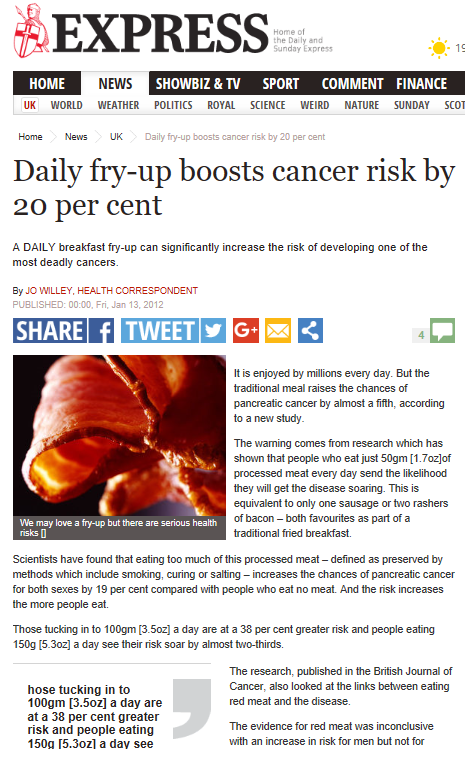 EXPRESS
Home of
the Daily and
Sunday Express
19
HOME NEWS SHOWBIZ & TV SPORT COMMENT FINANCE
UK WORLD WEATHER POLITICS ROYAL SCIENCE WEIRD NATURE SUNDAY SCOT
Home News UK Daily fry-up boosts cancer risk by 20 per cent
Daily fry-up boosts cancer risk by
20 per cent
A DAILY breakfast fry-up can significantly increase the risk of developing one of the
most deadly cancers.
By JO WILLEY, HEALTH CORRESPONDENT
PUBLISHED: 00:00, Fri, Jan 13, 2012
SHARE f TWEET G+ 4
We may love a fry-up but there are serious health
risks []
It is enjoyed by millions every day. But the
traditional meal raises the chances of
pancreatic cancer by almost a fifth, according
to a new study.
The warning comes from research which has
shown that people who eat just 50gm [1.7oz]of
processed meat every day send the likelihood
they will get the disease soaring. This is
equivalent to only one sausage or two rashers
of bacon – both favourites as part of a
traditional fried breakfast.
Scientists have found that eating too much of this processed meat – defined as preserved by
methods which include smoking, curing or salting – increases the chances of pancreatic cancer
for both sexes by 19 per cent compared with people who eat no meat. And the risk increases
the more people eat.
Those tucking in to 100gm [3.5oz] a day are at a 38 per cent greater risk and people eating
150g [5.3oz] a day see their risk soar by almost two-thirds.
hose tucking in to
100gm [3.5oz] a day are
at a 38 per cent greater
risk and people eating
150g [5.3oz] a day see
The research, published in the British Journal of
Cancer, also looked at the links between eating
red meat and the disease.
The evidence for red meat was inconclusive
with an increase in risk for men but not for